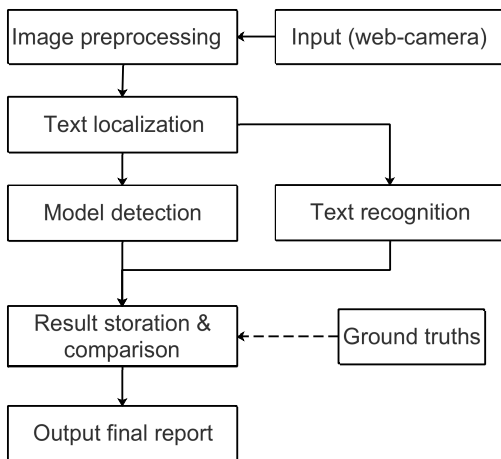 Image preprocessing
Input (web-camera)
Text localization
Model detection
Text recognition
Result storation &
comparison
Ground truths
Output final report